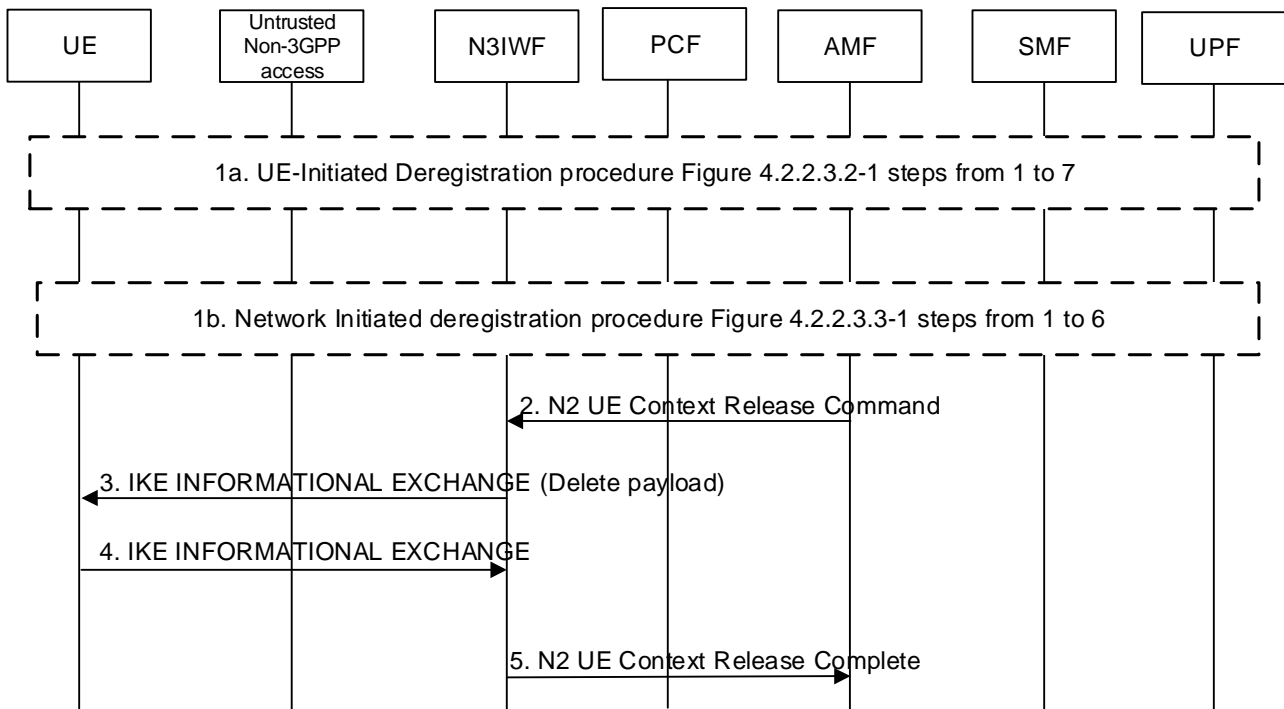 UE
Untrusted
Non-3GPP
access
N3IWF
PCF
AMF
SMF
UPF
1a. UE-Initiated Deregistration procedure Figure 4.2.2.3.2-1 steps from 1 to 7
1b. Network Initiated deregistration procedure Figure 4.2.2.3.3-1 steps from 1 to 6
2. N2 UE Context Release Command
3. IKE INFORMATIONAL EXCHANGE (Delete payload)
4. IKE INFORMATIONAL EXCHANGE
5. N2 UE Context Release Complete